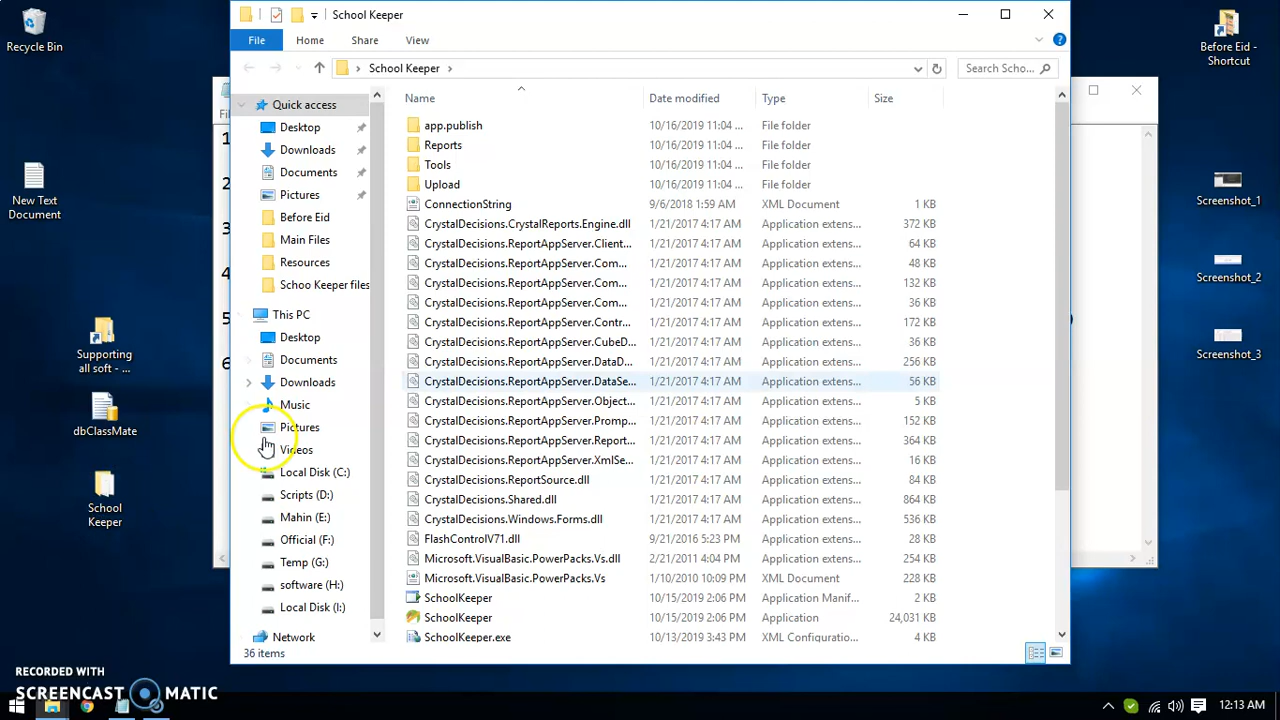 Recycle Bin
New Text
Document
Supporting
all soft - ...
dbClassMate
School
Keeper
School Keeper
File
Home
Share
View
School Keeper
Search Scho...
Quick access
Desktop
Downloads
Documents
Pictures
Before Eid
Main Files
Resources
Schoo Keeper files
This PC
Desktop
Documents
Downloads
Music
Pictures
Videos
Local Disk (C:)
Scripts (D:)
Mahin (E:)
Official (F:)
Temp (G:)
software (H:)
Local Disk (I:)
Network
Name Date modified Type Size
app.publish 10/16/2019 11:04 ... File folder
Reports 10/16/2019 11:04 ... File folder
Tools 10/16/2019 11:04 ... File folder
Upload 10/16/2019 11:04 ... File folder
ConnectionString 9/6/2018 1:59 AM XML Document 1 KB
CrystalDecisions.CrystalReports.Engine.dll 1/21/2017 4:17 AM Application extens... 372 KB
CrystalDecisions.ReportAppServer.Client... 1/21/2017 4:17 AM Application extens... 64 KB
CrystalDecisions.ReportAppServer.Com... 1/21/2017 4:17 AM Application extens... 48 KB
CrystalDecisions.ReportAppServer.Com... 1/21/2017 4:17 AM Application extens... 132 KB
CrystalDecisions.ReportAppServer.Com... 1/21/2017 4:17 AM Application extens... 36 KB
CrystalDecisions.ReportAppServer.Contr... 1/21/2017 4:17 AM Application extens... 172 KB
CrystalDecisions.ReportAppServer.CubeD... 1/21/2017 4:17 AM Application extens... 36 KB
CrystalDecisions.ReportAppServer.DataD... 1/21/2017 4:17 AM Application extens... 256 KB
CrystalDecisions.ReportAppServer.DataSe... 1/21/2017 4:17 AM Application extens... 56 KB
CrystalDecisions.ReportAppServer.Object... 1/21/2017 4:17 AM Application extens... 5 KB
CrystalDecisions.ReportAppServer.Promp... 1/21/2017 4:17 AM Application extens... 152 KB
CrystalDecisions.ReportAppServer.Report... 1/21/2017 4:17 AM Application extens... 364 KB
CrystalDecisions.ReportAppServer.XmlSe... 1/21/2017 4:17 AM Application extens... 16 KB
CrystalDecisions.ReportSource.dll 1/21/2017 4:17 AM Application extens... 84 KB
CrystalDecisions.Shared.dll 1/21/2017 4:17 AM Application extens... 864 KB
CrystalDecisions.Windows.Forms.dll 1/21/2017 4:17 AM Application extens... 536 KB
FlashControlV71.dll 9/21/2016 5:23 PM Application extens... 28 KB
Microsoft.VisualBasic.PowerPacks.Vs.dll 2/21/2011 4:04 PM Application extens... 254 KB
Microsoft.VisualBasic.PowerPacks.Vs 1/10/2010 10:09 PM XML Document 228 KB
SchoolKeeper 10/15/2019 2:06 PM Application Manif... 2 KB
SchoolKeeper 10/15/2019 2:06 PM Application 24,031 KB
SchoolKeeper.exe 10/13/2019 3:43 PM XML Configuratio... 4 KB
36 items
1
2
3
4
5
6
Before Eid -
Shortcut
Screenshot_1
Screenshot_2
Screenshot_3
RECORDED WITH
SCREENCAST MATIC
12:13 AM